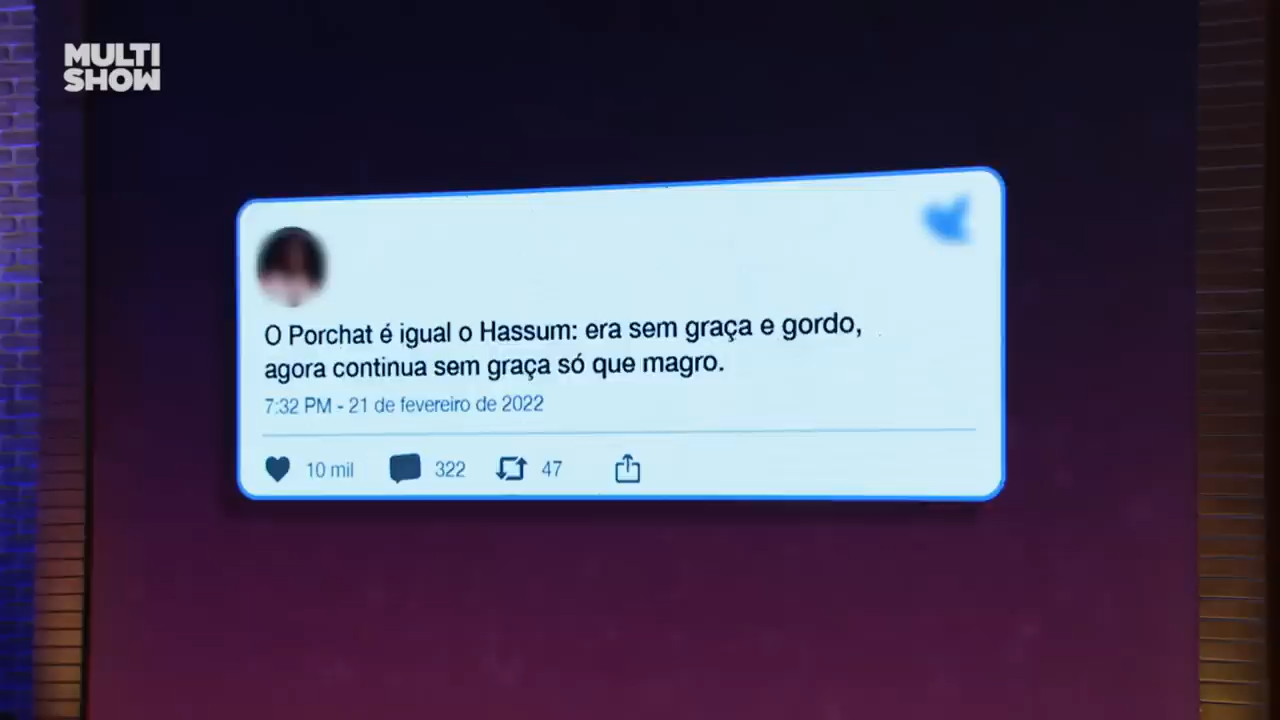 MULTI
SHOW
O Porchat é igual o Hassum: era sem graça e gordo,
agora continua sem graça só que magro.
7:32 PM - 21 de fevereiro de 2022
10 mil 322 47